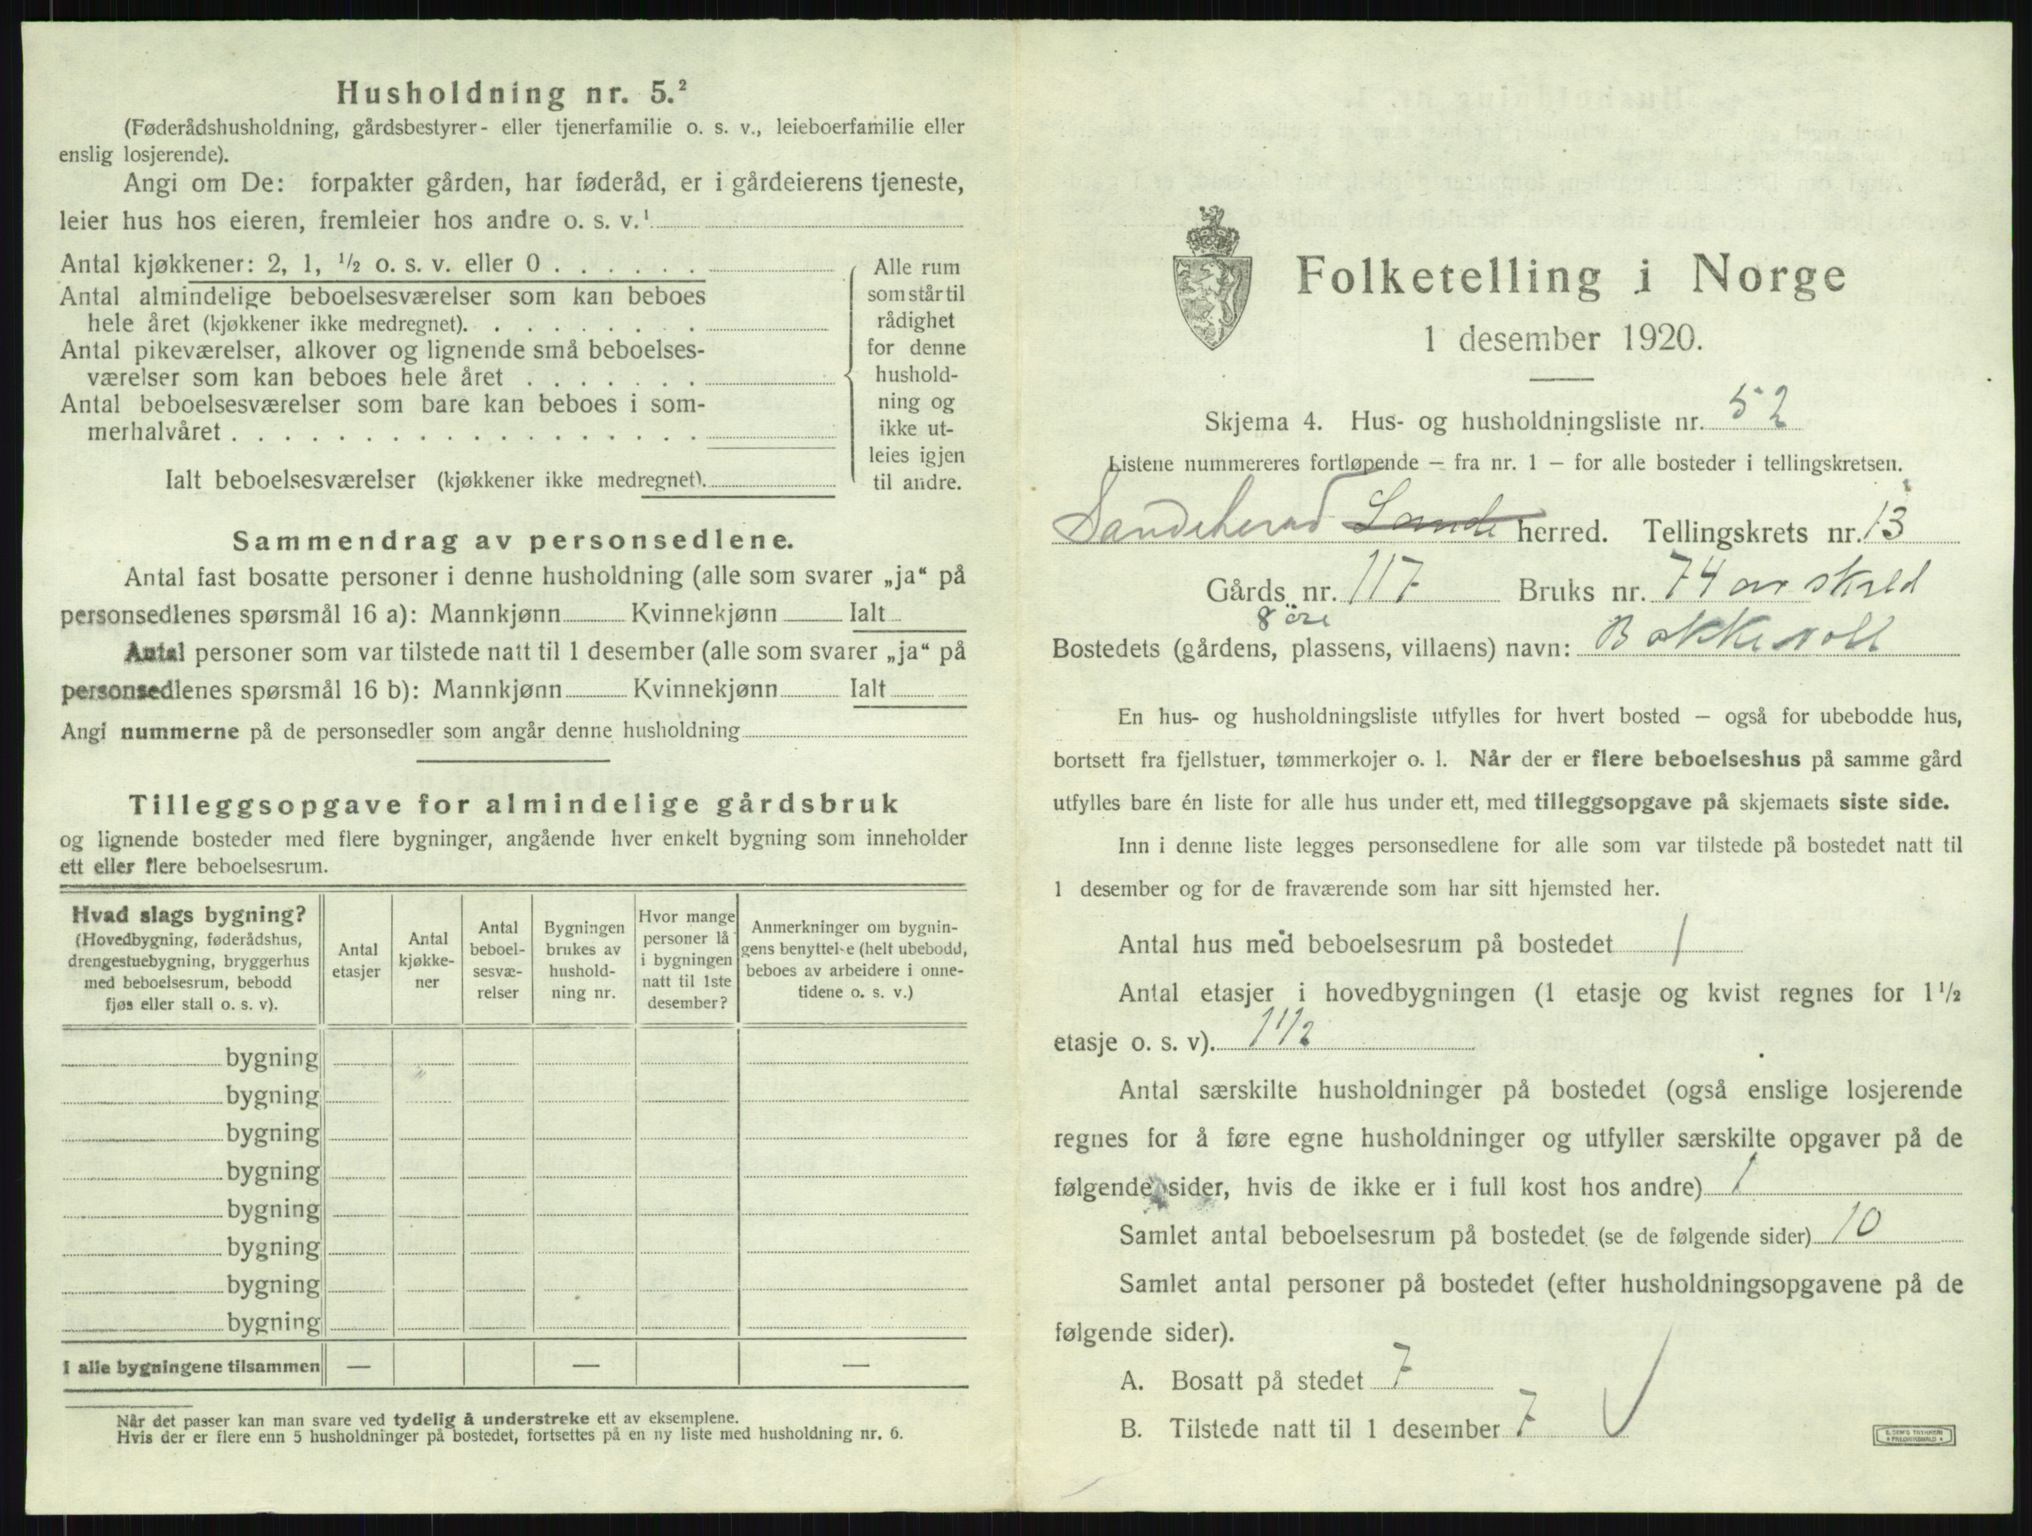 Husholdning nr. 5.²
(Føderådshusholdning, gårdsbestyrer- eller tjenerfamilie o. s. v., leieboerfamilie eller
enslig losjerende).
Angi om De: forpakter gården, har føderåd, er i gårdeierens tjeneste,
leier hus hos eieren, fremleier hos andre o. s. v.¹
Antal kjøkkener: 2, 1, ½ o. s. v. eller 0 . . . . . .
Antal almindelige beboelsesværelser som kan beboes
hele året (kjøkkener ikke medregnet). . . . . . . . .
Antal pikeværelser, alkover og lignende små beboelses-
værelser som kan beboes hele året . . . . . . .
Antal beboelsesværelser som bare kan beboes i som-
merhalvåret . . . . . . . . . . . . . . . . .
Ialt beboelsesværelser (kjøkkener ikke medregnet).
Alle rum
som står til
rådighet
for denne
hushold-
ning og
ikke ut-
leies igjen
til andre.
Sammendrag av personsedlene.
Antal fast bosatte personer i denne husholdning (alle som svarer „ja“ på
personsedlenes spørsmål 16 a): Mannkjønn Kvinnekjønn Ialt
Antal personer som var tilstede natt til 1 desember (alle som svarer „ja“ på
personsedlenes spørsmål 16 b): Mannkjønn Kvinnekjønn Ialt
Angi nummerne på de personsedler som angår denne husholdning
Tilleggsopgave for almindelige gårdsbruk
og lignende bosteder med flere bygninger, angående hver enkelt bygning som inneholder
ett eller flere beboelsesrum.
Hvad slags bygning?
(Hovedbygning, føderådshus,
drengestuebygning, bryggerhus
med beboelsesrum, bebodd
fjøs eller stall o. s. v).
Antal
etasjer
Antal
kjøkke-
ner
Antal
beboel-
sesvæ-
relser
Bygningen
brukes av
hushold-
ning nr.
Hvor mange
personer lå
i bygningen
natt til 1ste
desember?
Anmerkninger om bygnin-
gens benyttelse (helt ubebodd,
beboes av arbeidere i onne-
tidene o. s. v.)
bygning
bygning
bygning
bygning
bygning
bygning
bygning
bygning
I alle bygningene tilsammen — — —
Når det passer kan man svare ved tydelig å understreke ett av eksemplene.
Hvis der er flere enn 5 husholdninger på bostedet, fortsettes på en ny liste med husholdning nr. 6.
Folketelling i Norge
1 desember 1920.
Skjema 4. Hus- og husholdningsliste nr. 52
Listene nummereres fortløpende — fra nr. 1 — for alle bosteder i tellingskretsen.
Sandeherad Sande herred. Tellingskrets nr. 13
Gårds nr. 117 Bruks nr. 74 av skyld
8 øre
Bostedets (gårdens, plassens, villaens) navn: Bakkevoll
En hus- og husholdningsliste utfylles for hvert bosted — også for ubebodde hus,
bortsett fra fjellstuer, tømmerkojer o. l. Når der er flere beboelseshus på samme gård
utfylles bare én liste for alle hus under ett, med tilleggsopgave på skjemaets siste side.
Inn i denne liste legges personsedlene for alle som var tilstede på bostedet natt til
1 desember og for de fraværende som har sitt hjemsted her.
Antal hus med beboelsesrum på bostedet 1
Antal etasjer i hovedbygningen (1 etasje og kvist regnes for 1½
etasje o. s. v). 1 1/2
Antal særskilte husholdninger på bostedet (også enslige losjerende
regnes for å føre egne husholdninger og utfyller særskilte opgaver på de
følgende sider, hvis de ikke er i full kost hos andre) 1
Samlet antal beboelsesrum på bostedet (se de følgende sider) 10
Samlet antal personer på bostedet (efter husholdningsopgavene på de
følgende sider).
A. Bosatt på stedet 7
B. Tilstede natt til 1 desember 7